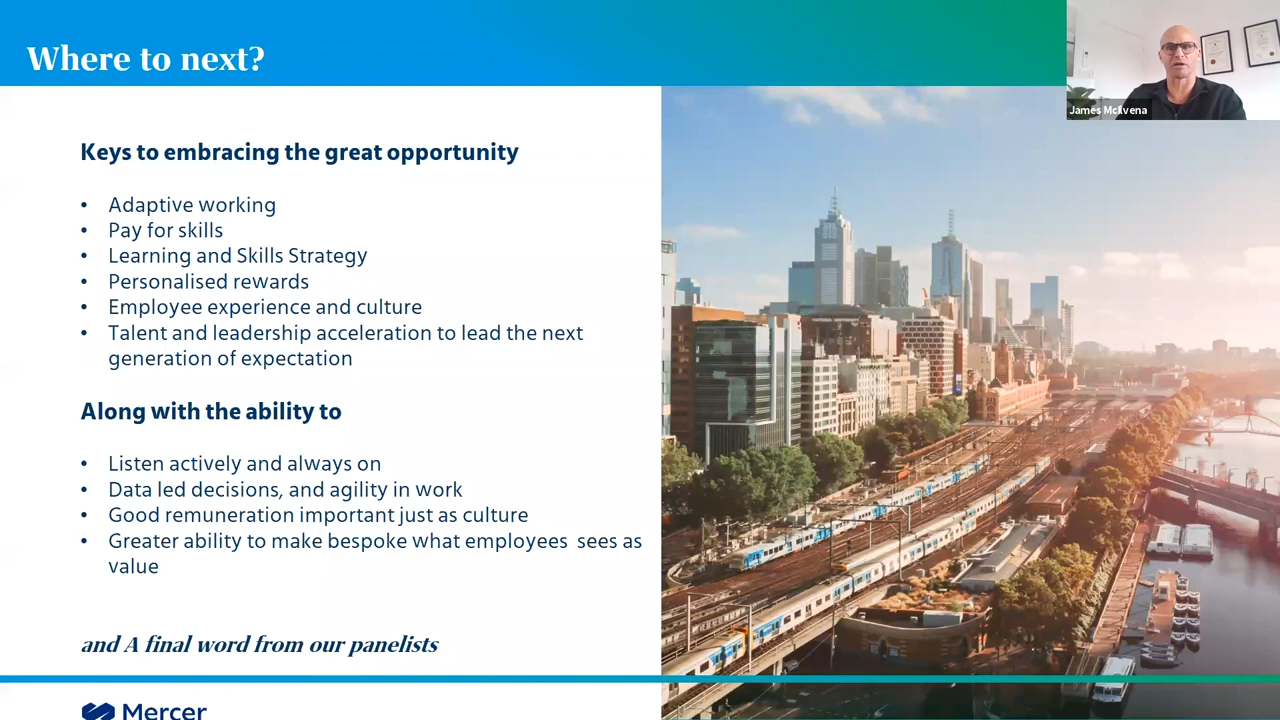 Where to next?
James McIlvena
Keys to embracing the great opportunity
• Adaptive working
• Pay for skills
• Learning and Skills Strategy
• Personalised rewards
• Employee experience and culture
• Talent and leadership acceleration to lead the next
generation of expectation
Along with the ability to
• Listen actively and always on
• Data led decisions, and agility in work
• Good remuneration important just as culture
• Greater ability to make bespoke what employees sees as
value
and A final word from our panelists
Mercer